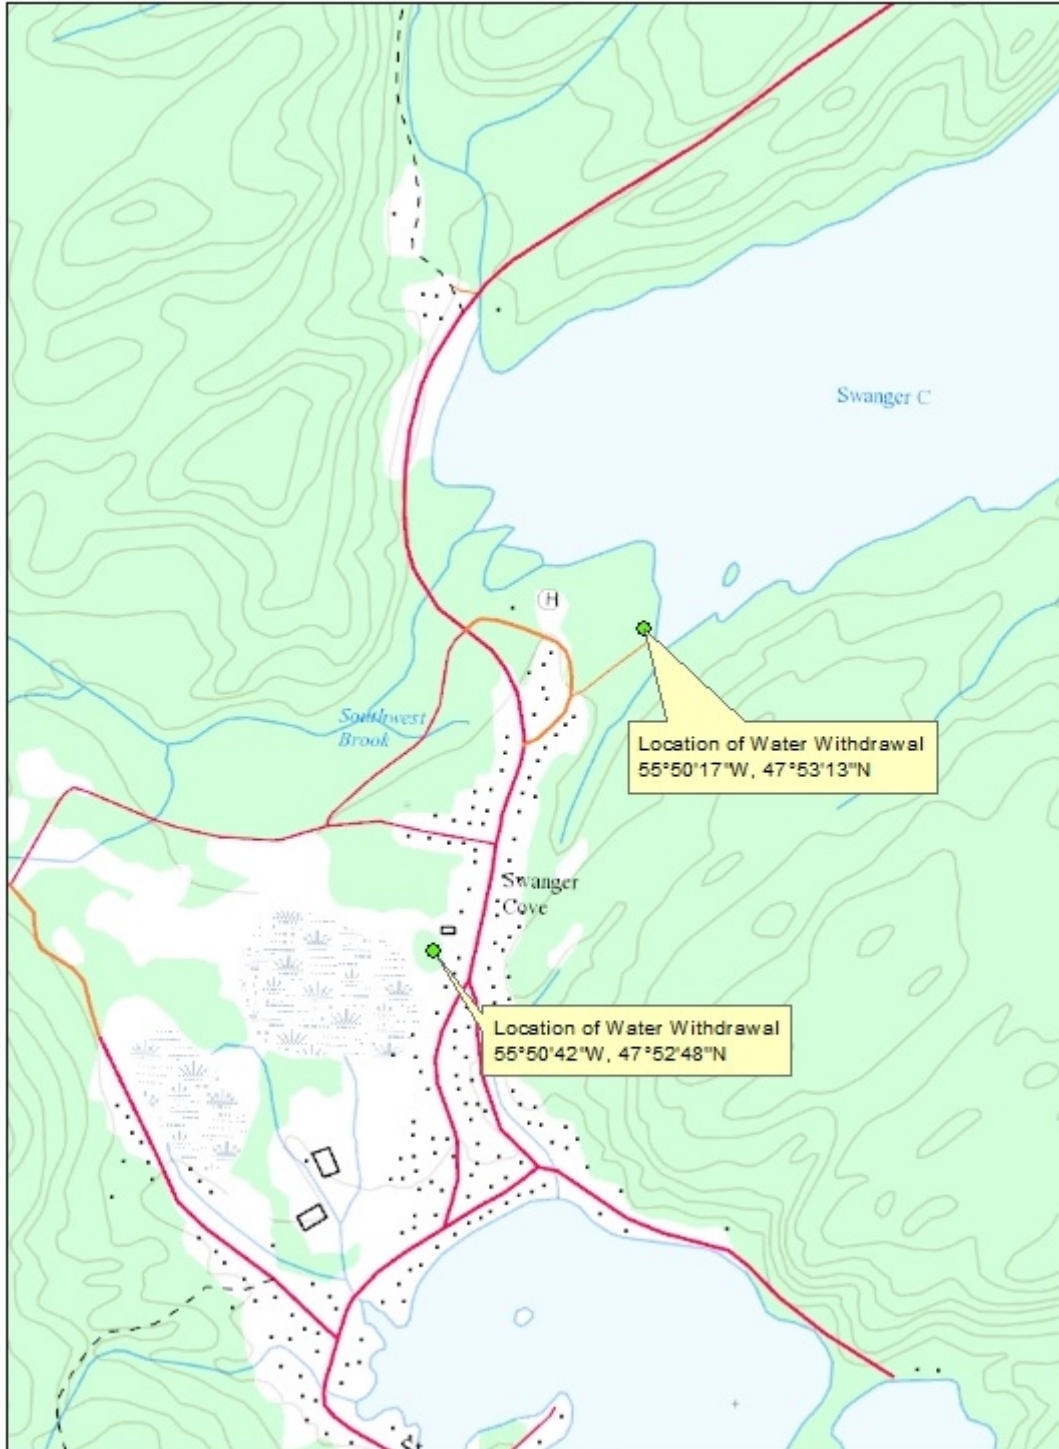 Swanger C
H
Southwest
Brook
Location of Water Withdrawal
55°50'17"W, 47°53'13"N
Swanger
Cove
Location of Water Withdrawal
55°50'42"W, 47°52'48"N
St